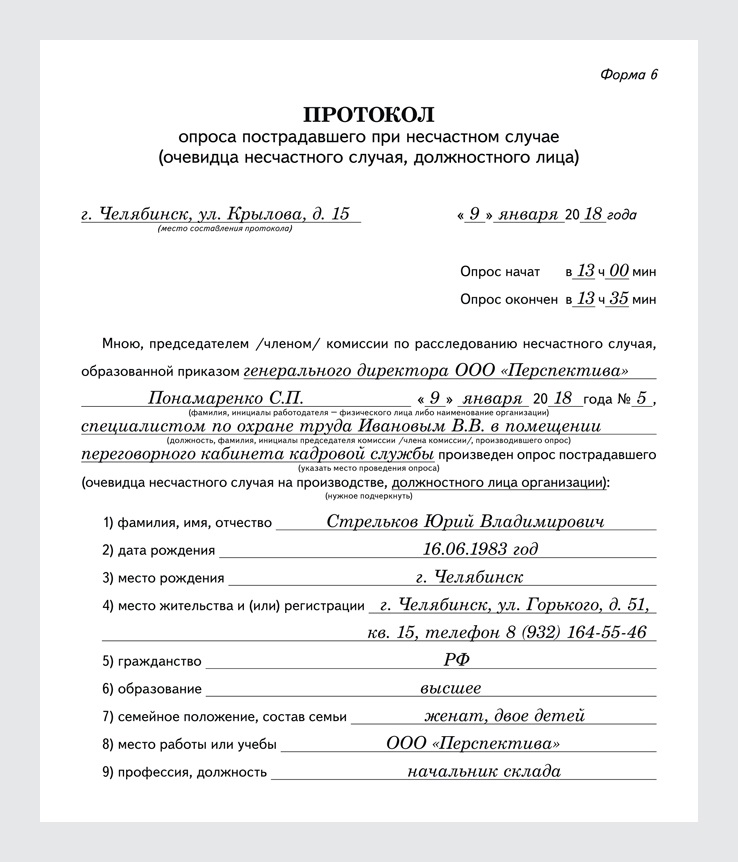 Форма 6
ПРОТОКОЛ
опроса пострадавшего при несчастном случае
(очевидца несчастного случая, должностного лица)
г. Челябинск, ул. Крылова, д. 15 « 9 » января 20 18 года
(место составления протокола)
Опрос начат в 13 ч 00 мин
Опрос окончен в 13 ч 35 мин
Мною, председателем /членом/ комиссии по расследованию несчастного случая,
образованной приказом генерального директора ООО «Перспектива»
Понамаренко С.П. « 9 » января 20 18 года № 5 ,
(фамилия, инициалы работодателя – физического лица либо наименование организации)
специалистом по охране труда Ивановым В.В. в помещении
(должность, фамилия, инициалы председателя комиссии /члена комиссии/, производившего опрос)
переговорного кабинета кадровой службы произведен опрос пострадавшего
(указать место проведения опроса)
(очевидца несчастного случая на производстве, должностного лица организации):
(нужное подчеркнуть)
1) фамилия, имя, отчество Стрельков Юрий Владимирович
2) дата рождения 16.06.1983 год
3) место рождения г. Челябинск
4) место жительства и (или) регистрации г. Челябинск, ул. Горького, д. 51,
кв. 15, телефон 8 (932) 164-55-46
5) гражданство РФ
6) образование высшее
7) семейное положение, состав семьи женат, двое детей
8) место работы или учебы ООО «Перспектива»
9) профессия, должность начальник склада